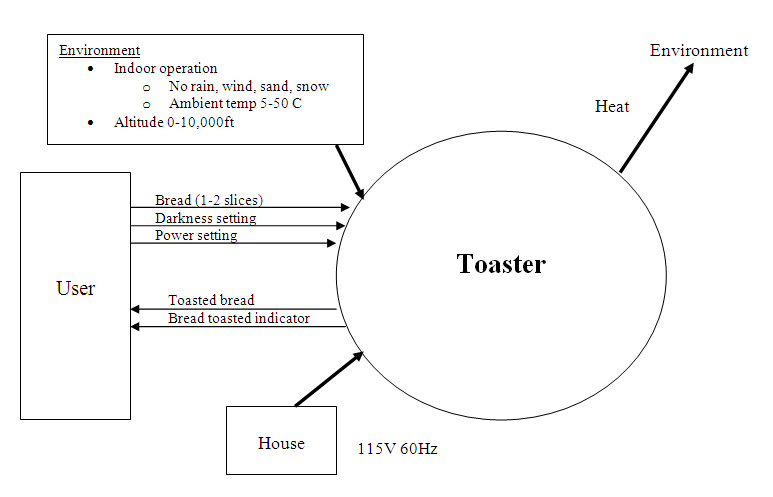 Environment
• Indoor operation
o No rain, wind, sand, snow
o Ambient temp 5-50 C
• Altitude 0-10,000ft
Environment
Heat
Bread (1-2 slices)
Darkness setting
Power setting
User
Toaster
Toasted bread
Bread toasted indicator
House
115V 60Hz